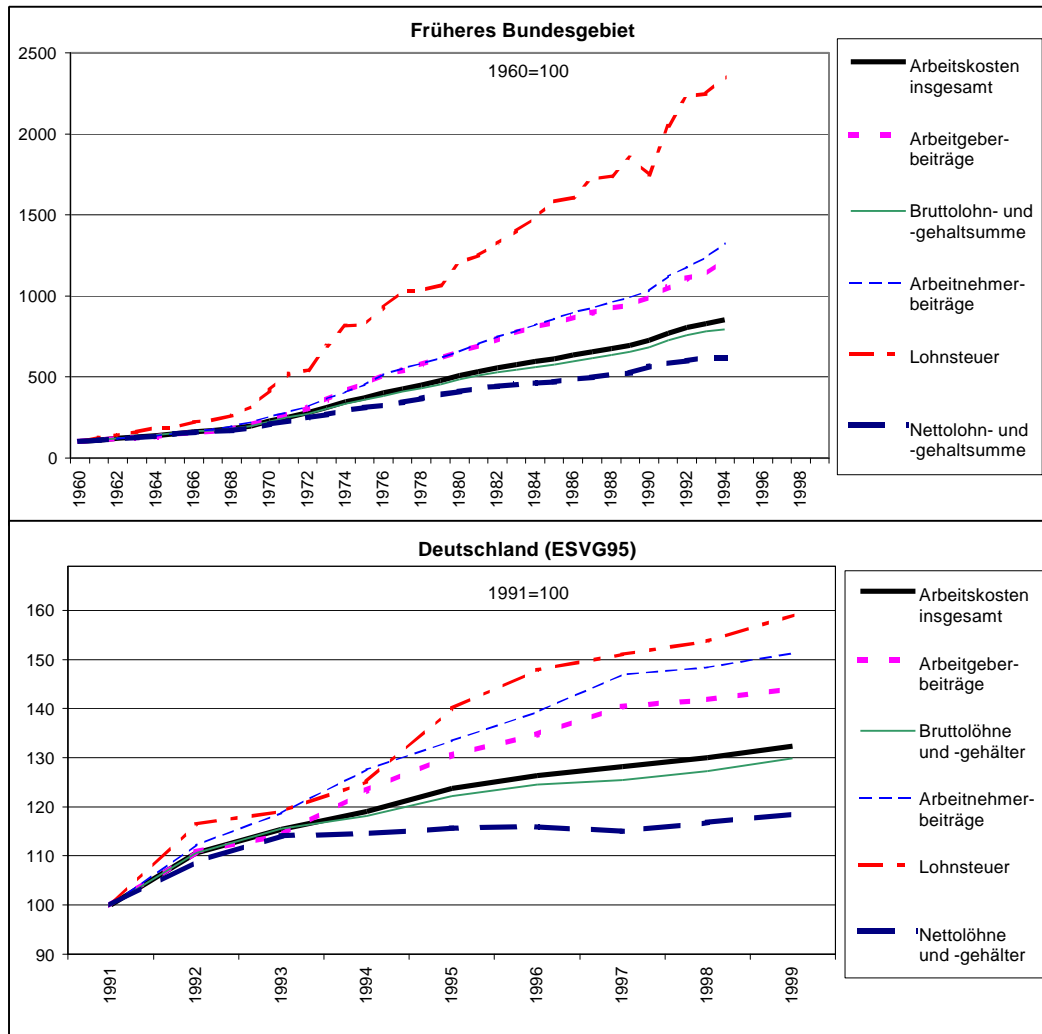 Früheres Bundesgebiet
1960=100
2500
2000
1500
1000
500
0
1960
1962
1964
1966
1968
1970
1972
1974
1976
1978
1980
1982
1984
1986
1988
1990
1992
1994
1996
1998
Arbeitskosten
insgesamt
Arbeitgeber-
beiträge
Bruttolohn- und
-gehaltsumme
Arbeitnehmer-
beiträge
Lohnsteuer
Nettolohn- und
-gehaltsumme
Deutschland (ESVG95)
1991=100
160
150
140
130
120
110
100
90
1991
1992
1993
1994
1995
1996
1997
1998
1999
Arbeitskosten
insgesamt
Arbeitgeber-
beiträge
Bruttolöhne
und -gehälter
Arbeitnehmer-
beiträge
Lohnsteuer
Nettolöhne
und -gehälter